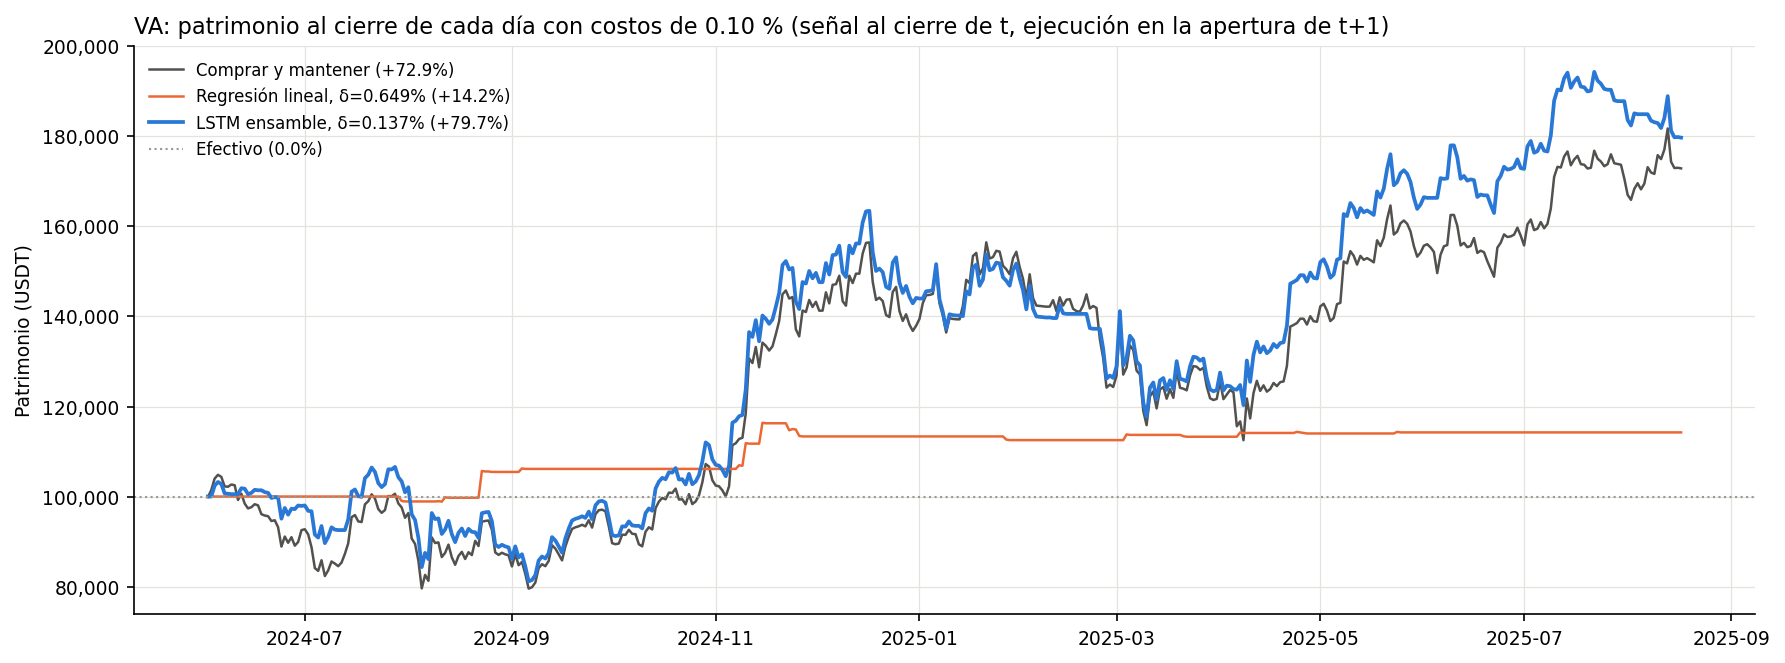 VA: patrimonio al cierre de cada día con costos de 0.10 % (señal al cierre de t, ejecución en la apertura de t+1)
200,000
180,000
160,000
140,000
120,000
100,000
80,000
Patrimonio (USDT)
Comprar y mantener (+72.9%)
Regresión lineal, δ=0.649% (+14.2%)
LSTM ensamble, δ=0.137% (+79.7%)
Efectivo (0.0%)
2024-07
2024-09
2024-11
2025-01
2025-03
2025-05
2025-07
2025-09